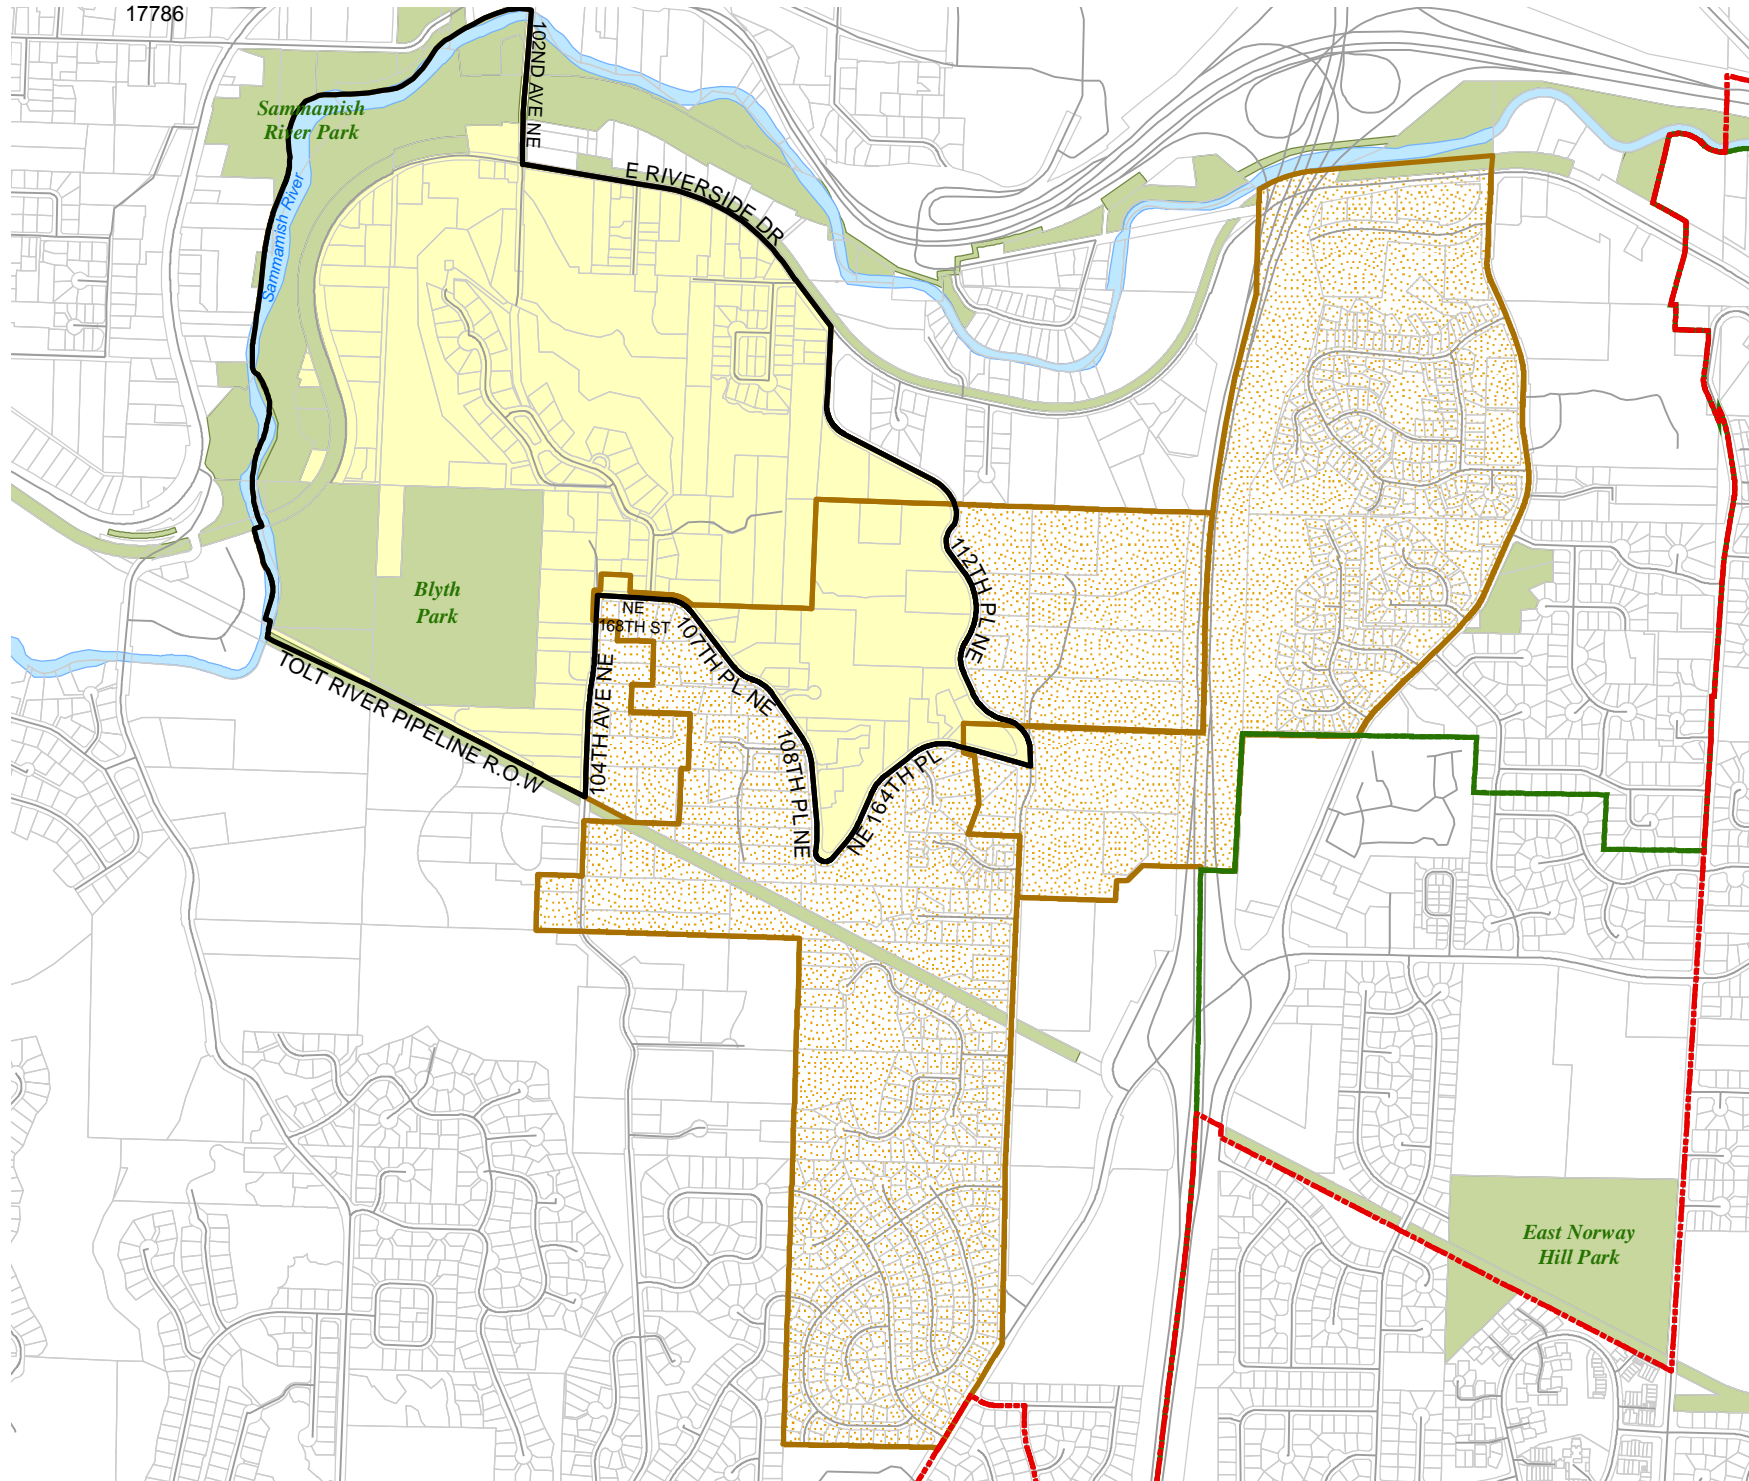 17786
102ND AVE NE
Sammamish
River Park
E RIVERSIDE DR
Sammamish River
112TH PL NE
Blyth
Park
NE
168TH ST
107TH PL NE
104TH AVE NE
TOLT RIVER PIPELINE R.O.W
108TH PL NE
NE 164TH PL
East Norway
Hill Park